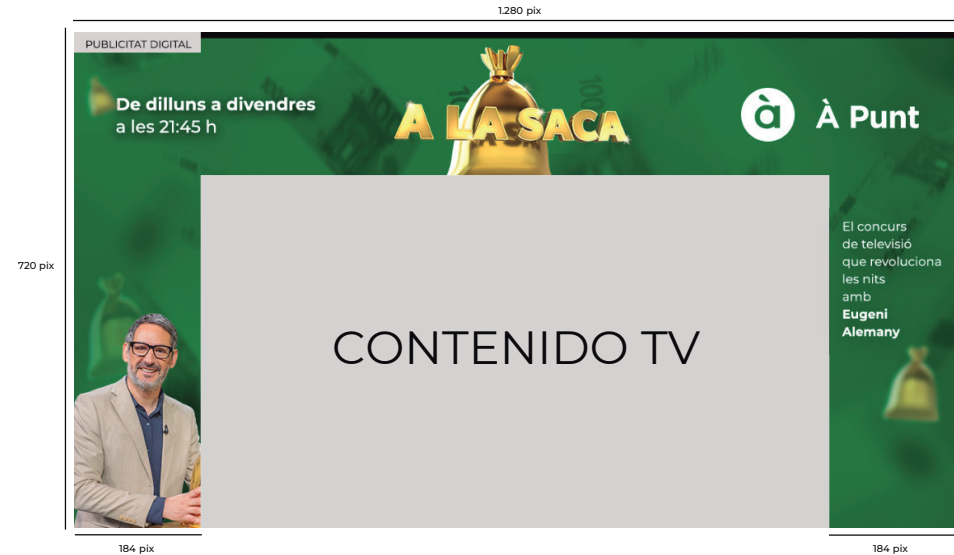 1.280 pix
PUBLICITAT DIGITAL
De dilluns a divendres
a les 21:45 h
A LA SACA
à À Punt
720 pix
El concurs
de televisió
que revoluciona
les nits
amb
Eugeni
Alemany
CONTENIDO TV
184 pix
184 pix